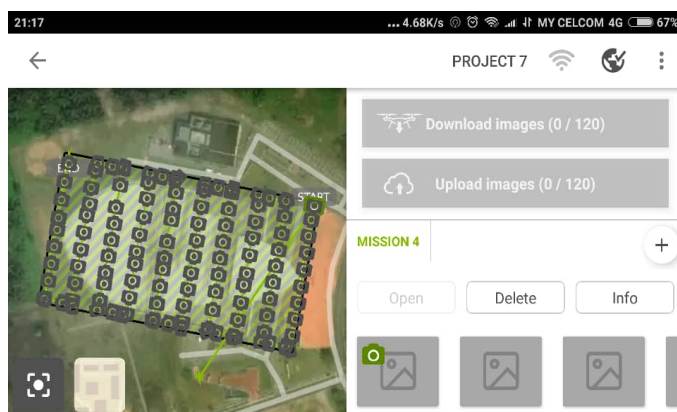 21:17
... 4.68K/s MY CELCOM 4G 67%
PROJECT 7
Download images (0 / 120)
END
Upload images (0 / 120)
START
MISSION 4
+
Open
Delete
Info